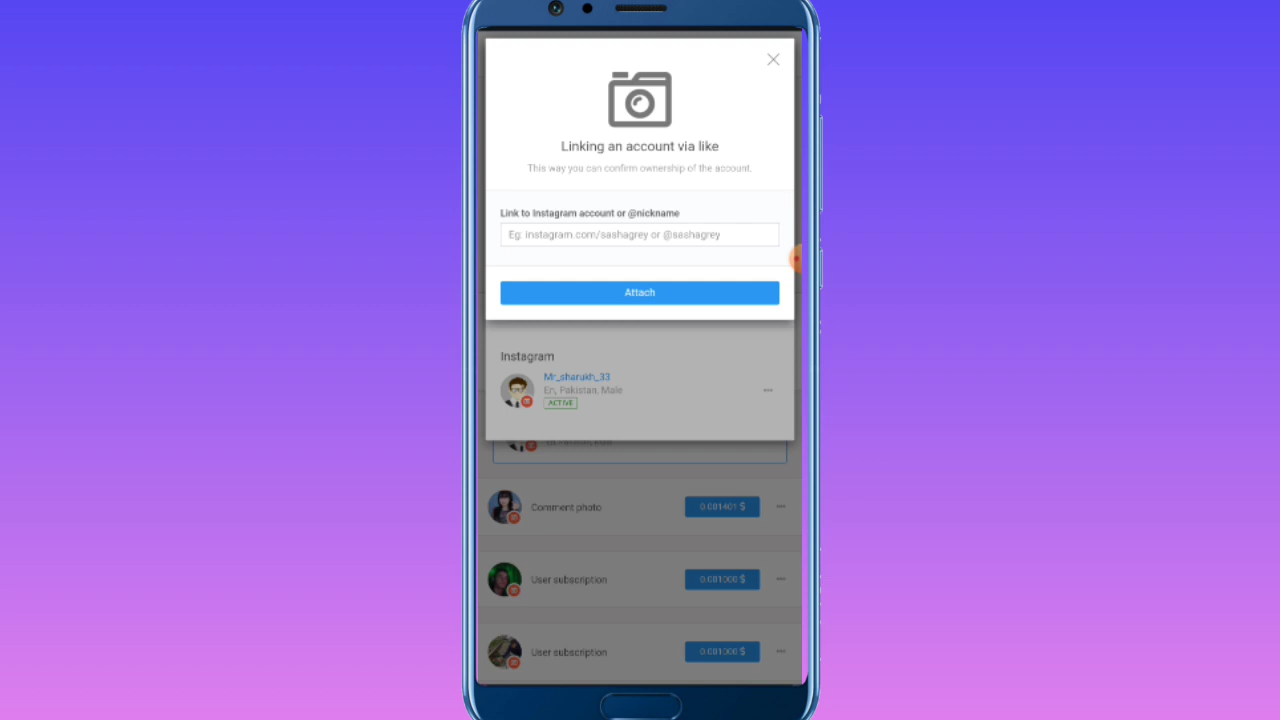 Linking an account via like
This way you can confirm ownership of the account.
Link to Instagram account or @nickname
Eg: instagram.com/sashagrey or @sashagrey
Attach
Instagram
Mr_sharukh_33
En, Pakistan, Male
ACTIVE
Comment photo
0.001401 $
User subscription
0.001000 $
User subscription
0.001000 $